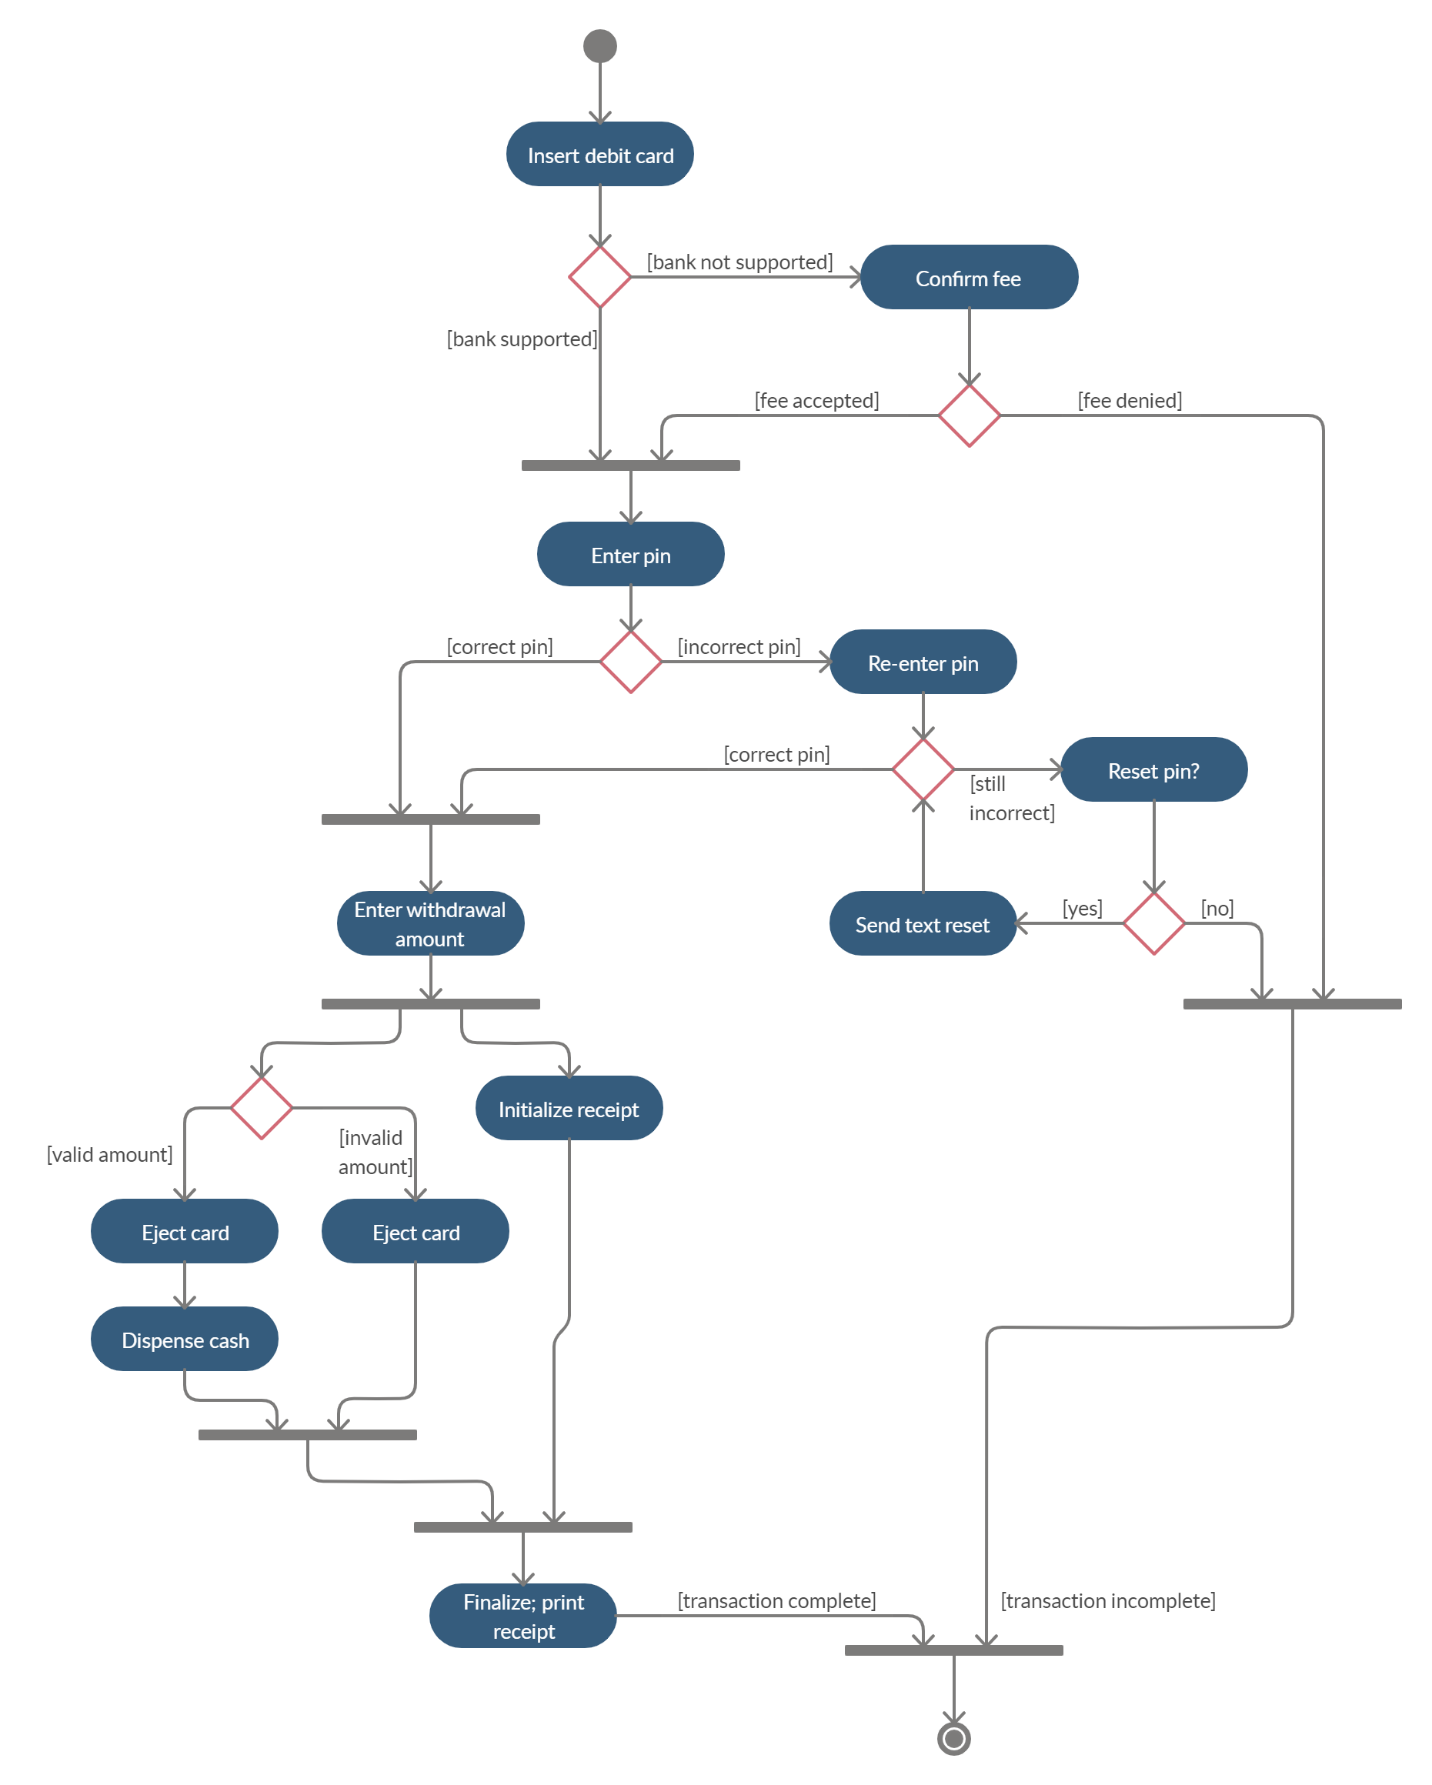 Insert debit card
[bank not supported]
Confirm fee
[bank supported]
[fee accepted]
[fee denied]
Enter pin
[correct pin]
[incorrect pin]
Re-enter pin
[correct pin]
[still
incorrect]
Reset pin?
Enter withdrawal
amount
Send text reset
[yes]
[no]
Initialize receipt
[valid amount]
[invalid
amount]
Eject card
Eject card
Dispense cash
Finalize; print
receipt
[transaction complete]
[transaction incomplete]